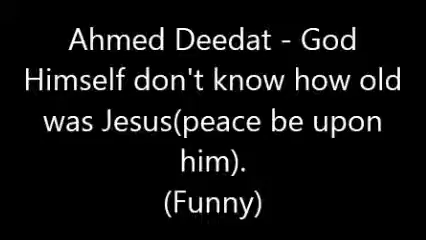 Ahmed Deedat - God
Himself don't know how old
was Jesus(peace be upon
him).
(Funny)